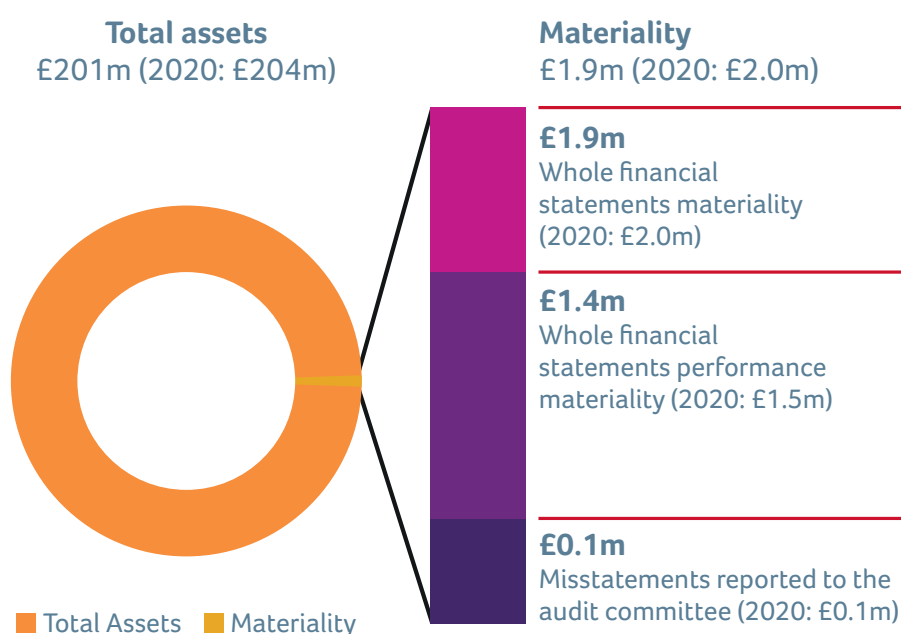 Total assets
£201m (2020: £204m)
Materiality
£1.9m (2020: £2.0m)
£1.9m
Whole financial
statements materiality
(2020: £2.0m)
£1.4m
Whole financial
statements performance
materiality (2020: £1.5m)
£0.1m
Misstatements reported to the
audit committee (2020: £0.1m)
Total Assets Materiality